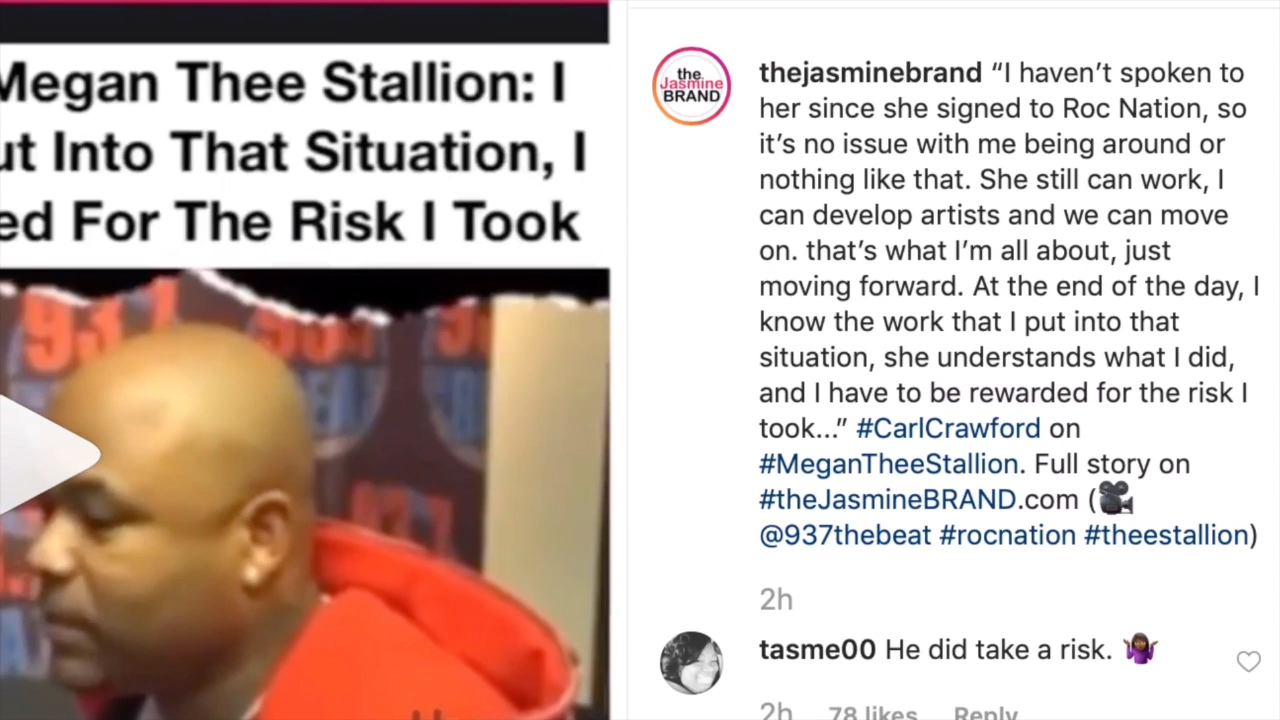 Megan Thee Stallion: I
ut Into That Situation, I
ed For The Risk I Took
93.7
the
Jasmine
BRAND
thejasminebrand “I haven’t spoken to
her since she signed to Roc Nation, so
it’s no issue with me being around or
nothing like that. She still can work, I
can develop artists and we can move
on. that’s what I’m all about, just
moving forward. At the end of the day, I
know the work that I put into that
situation, she understands what I did,
and I have to be rewarded for the risk I
took...” #CarlCrawford on
#MeganTheeStallion. Full story on
#theJasmineBRAND.com (🎥
@937thebeat #rocnation #theestallion)
2h
tasme00 He did take a risk. 🤷🏾‍♀️
2h 78 likes Reply